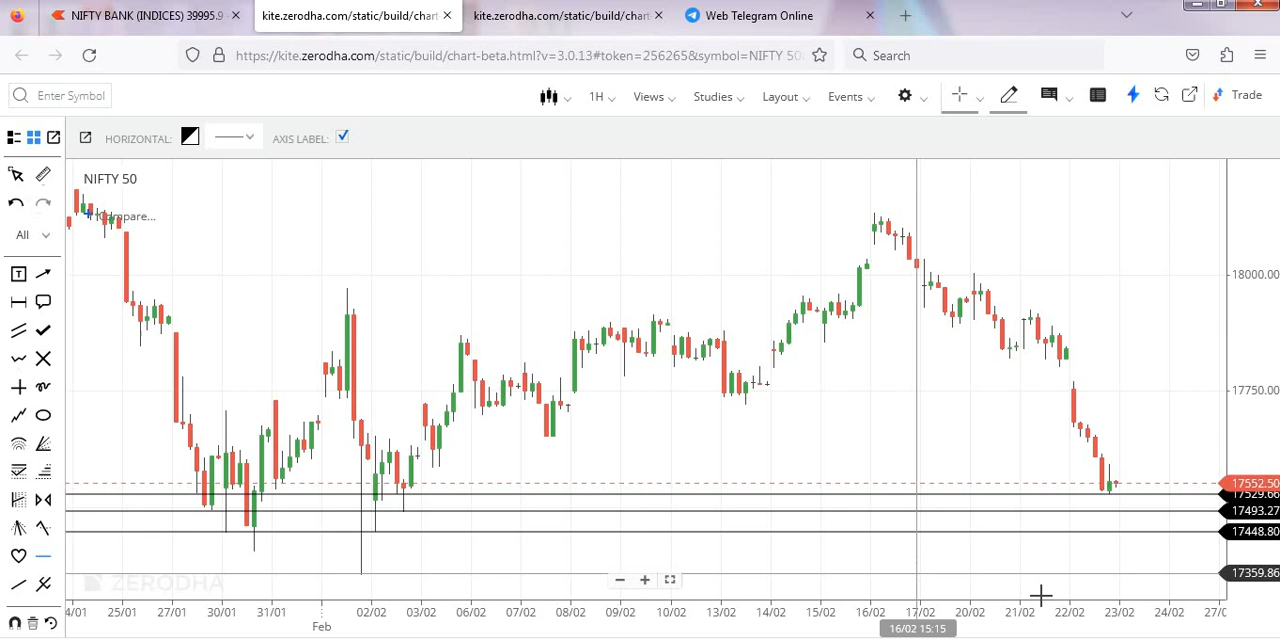 NIFTY BANK (INDICES) 39995.9
kite.zerodha.com/static/build/chart
kite.zerodha.com/static/build/chart
Web Telegram Online
https://kite.zerodha.com/static/build/chart-beta.html?v=3.0.13#token=256265&symbol=NIFTY 50
Search
Enter Symbol
1H
Views
Studies
Layout
Events
Trade
HORIZONTAL:
AXIS LABEL:
NIFTY 50
Compare...
All
T
18000.00
17750.00
17552.50
17529.66
17493.27
17448.80
17359.86
ZERODHA
4/01 25/01 27/01 30/01 31/01 02/02 03/02 06/02 07/02 08/02 09/02 10/02 13/02 14/02 15/02 16/02 17/02 20/02 21/02 22/02 23/02 24/02 27/0
Feb
16/02 15:15